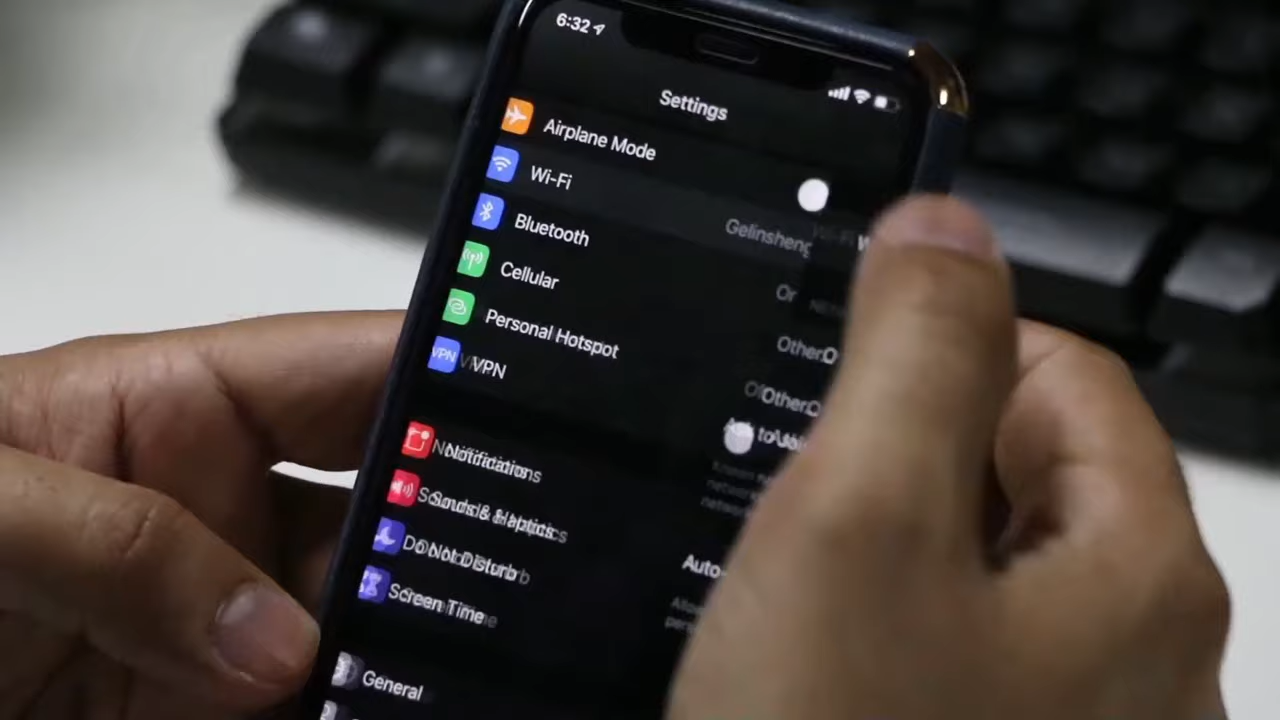 6:32
Settings
Airplane Mode
Wi-Fi
Gelinsheng
Bluetooth
Cellular
Personal Hotspot
Other
VPN
VPN
Other
Notifications
Sounds & Haptics
Do Not Disturb
Auto-
Screen Time
General